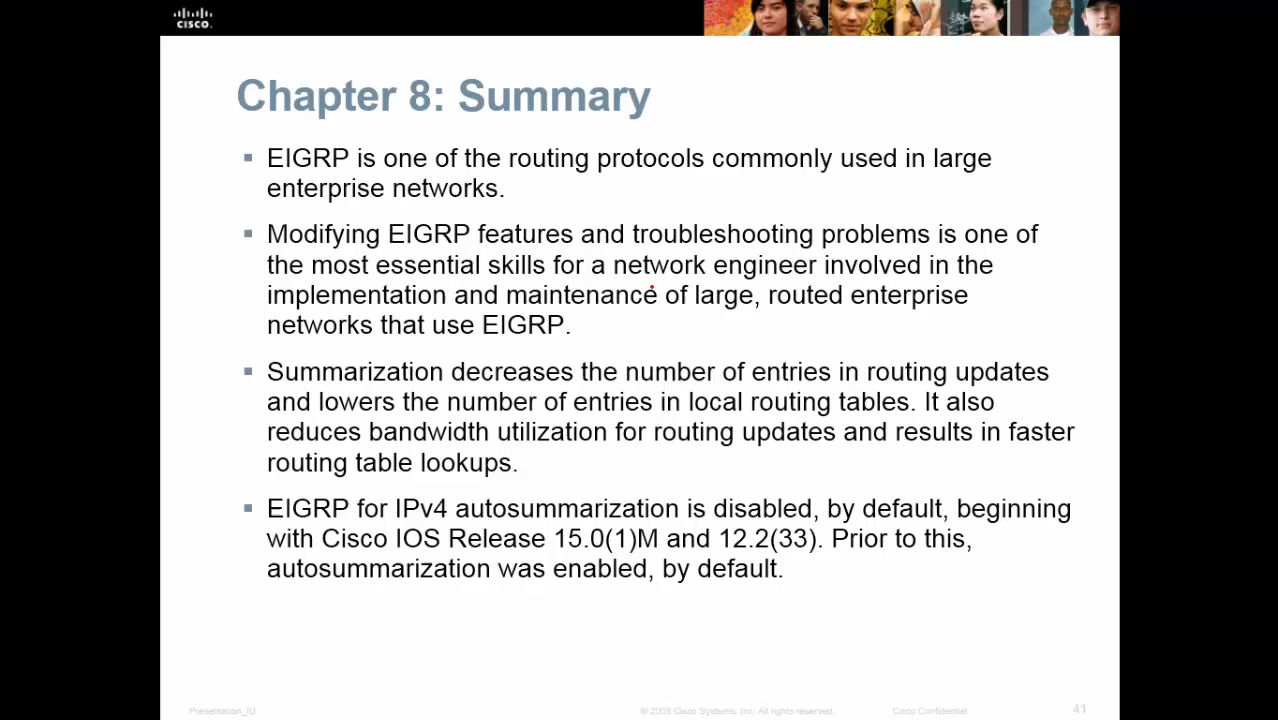 CISCO
Chapter 8: Summary
▪ EIGRP is one of the routing protocols commonly used in large
enterprise networks.
▪ Modifying EIGRP features and troubleshooting problems is one of
the most essential skills for a network engineer involved in the
implementation and maintenance of large, routed enterprise
networks that use EIGRP.
▪ Summarization decreases the number of entries in routing updates
and lowers the number of entries in local routing tables. It also
reduces bandwidth utilization for routing updates and results in faster
routing table lookups.
▪ EIGRP for IPv4 autosummarization is disabled, by default, beginning
with Cisco IOS Release 15.0(1)M and 12.2(33). Prior to this,
autosummarization was enabled, by default.
Presentation_ID © 2008 Cisco Systems, Inc. All rights reserved. Cisco Confidential 41